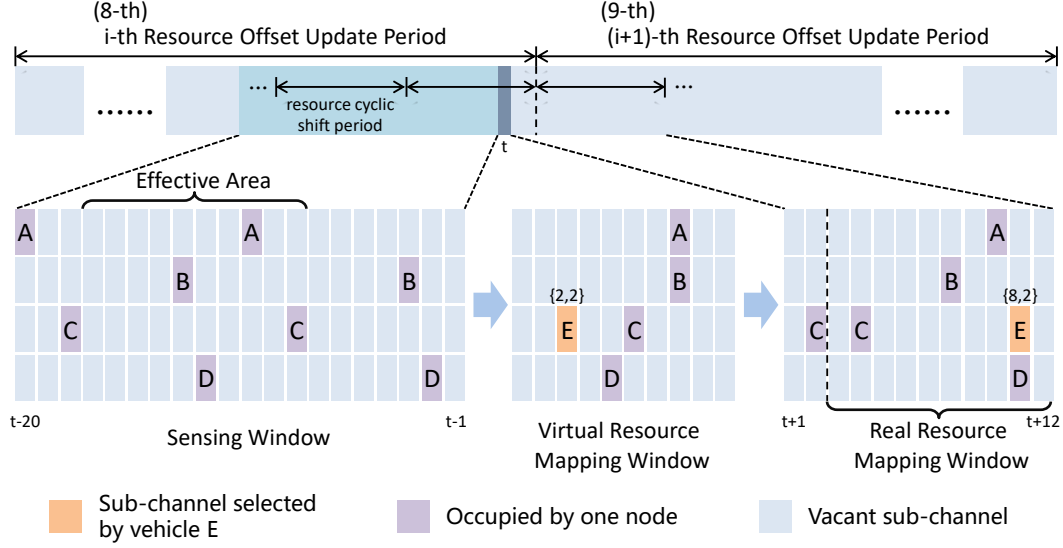 (8-th)
i-th Resource Offset Update Period
(9-th)
(i+1)-th Resource Offset Update Period
......
...
resource cyclic
shift period
...
......
t
Effective Area
A
A
B
B
C
C
D
D
t-20
t-1
Sensing Window
A
B
{2,2}
E
C
D
Virtual Resource
Mapping Window
A
B
{8,2}
C
C
E
D
t+1
t+12
Real Resource
Mapping Window
Sub-channel selected
by vehicle E
Occupied by one node
Vacant sub-channel